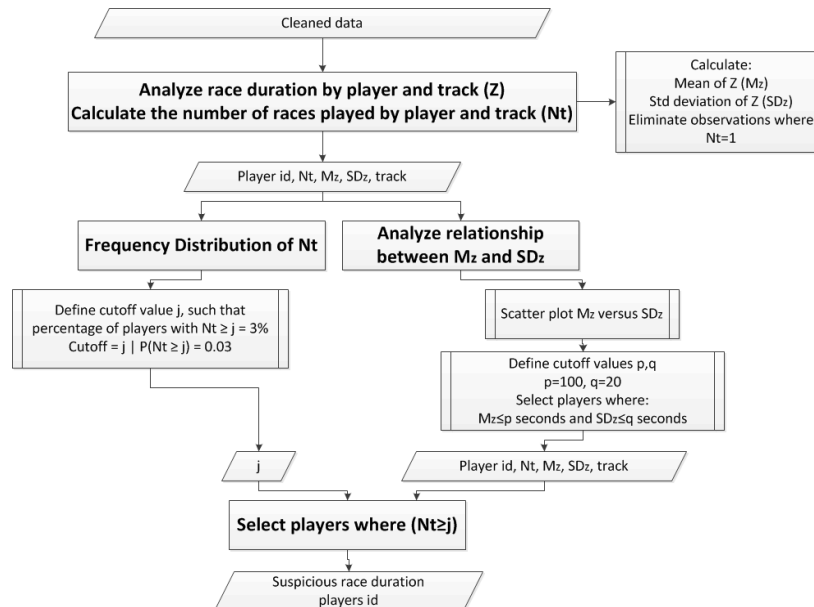 Cleaned data
Analyze race duration by player and track (Z)
Calculate the number of races played by player and track (Nt)
Calculate:
Mean of Z (Mz)
Std deviation of Z (SDz)
Eliminate observations where
Nt=1
Player id, Nt, Mz, SDz, track
Frequency Distribution of Nt
Analyze relationship
between Mz and SDz
Define cutoff value j, such that
percentage of players with Nt ≥ j = 3%
Cutoff = j | P(Nt ≥ j) = 0.03
Scatter plot Mz versus SDz
Define cutoff values p,q
p=100, q=20
Select players where:
Mz≤p seconds and SDz≤q seconds
j
Player id, Nt, Mz, SDz, track
Select players where (Nt≥j)
Suspicious race duration
players id